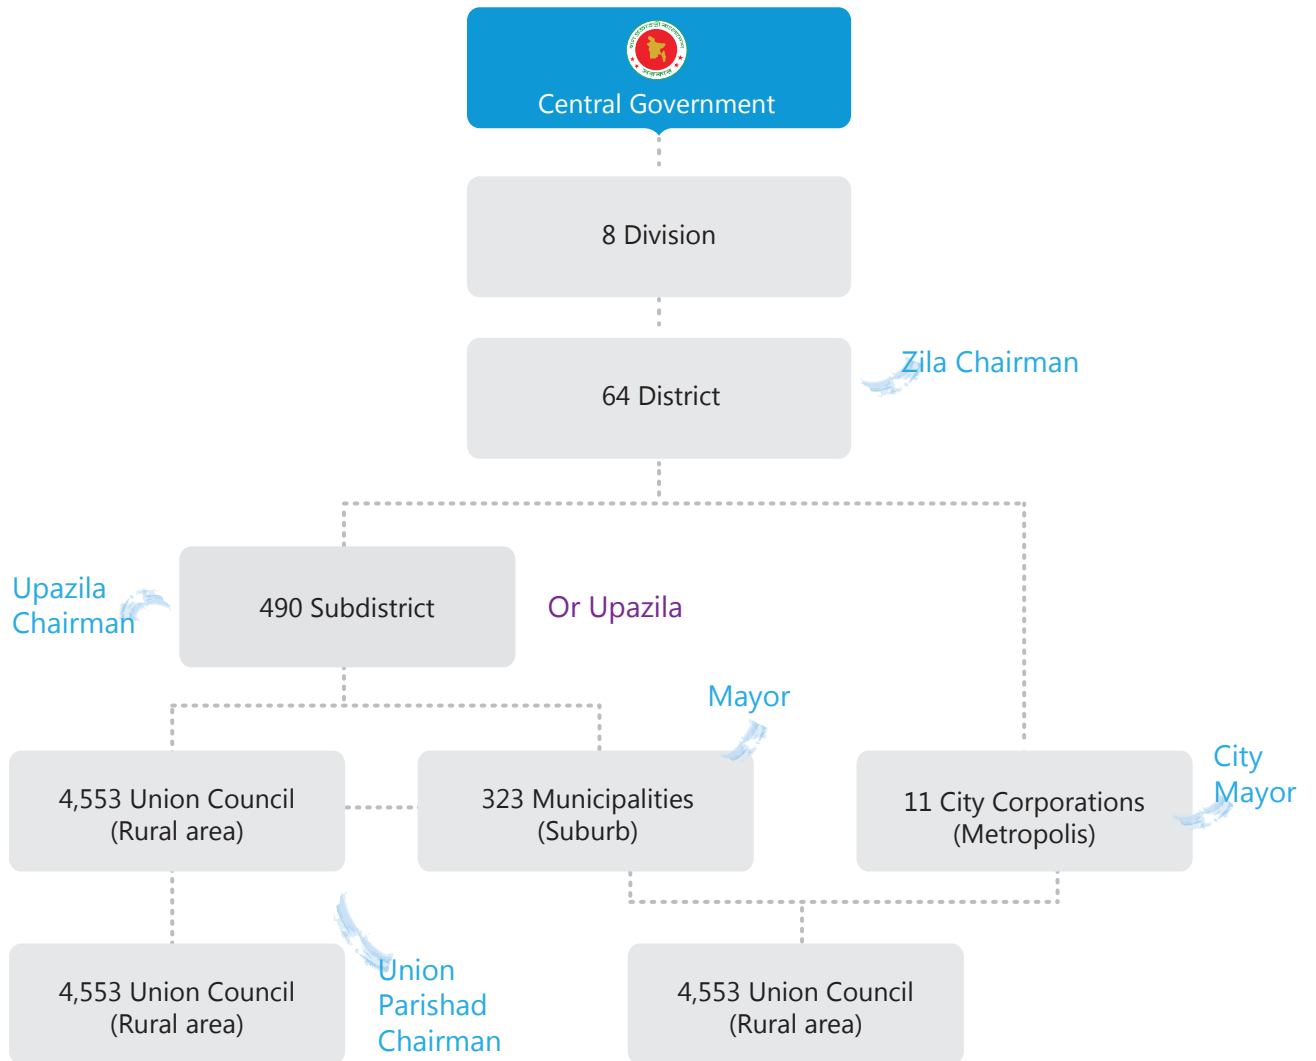 Central Government
8 Division
64 District
Zila Chairman
Upazila
Chairman
490 Subdistrict
Or Upazila
Mayor
4,553 Union Council
(Rural area)
323 Municipalities
(Suburb)
11 City Corporations
(Metropolis)
City
Mayor
4,553 Union Council
(Rural area)
Union
Parishad
Chairman
4,553 Union Council
(Rural area)